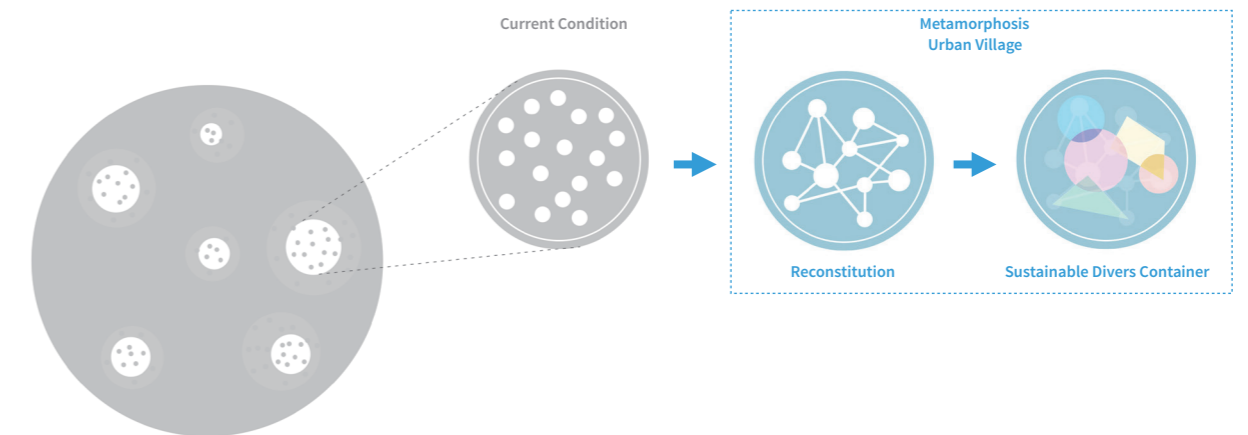 Current Condition
Metamorphosis
Urban Village
Reconstitution
Sustainable Divers Container